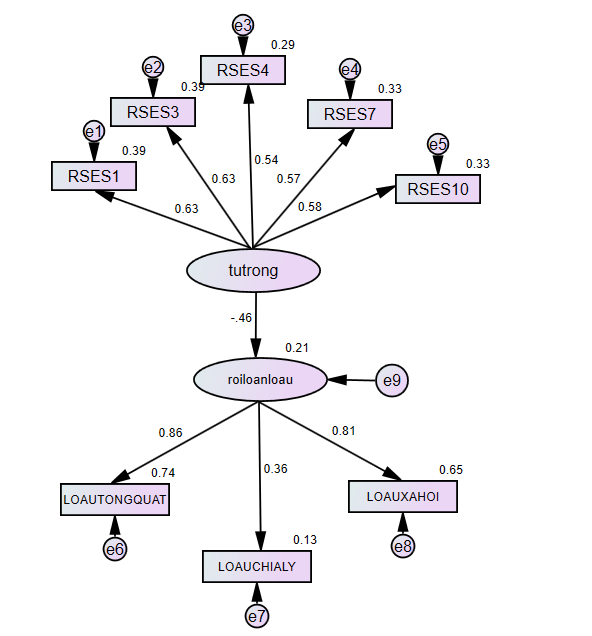 e3
0.29
RSES4
e2
0.39
RSES3
e4
0.33
RSES7
e1
0.39
RSES1
e5
0.33
RSES10
0.54
0.63
0.57
0.63
0.58
tutrong
-.46
0.21
roiloanloau
e9
0.86
0.81
0.36
0.74
LOAUTONGQUAT
0.65
LOAUXAHOI
e6
0.13
LOAUCHIALY
e8
e7